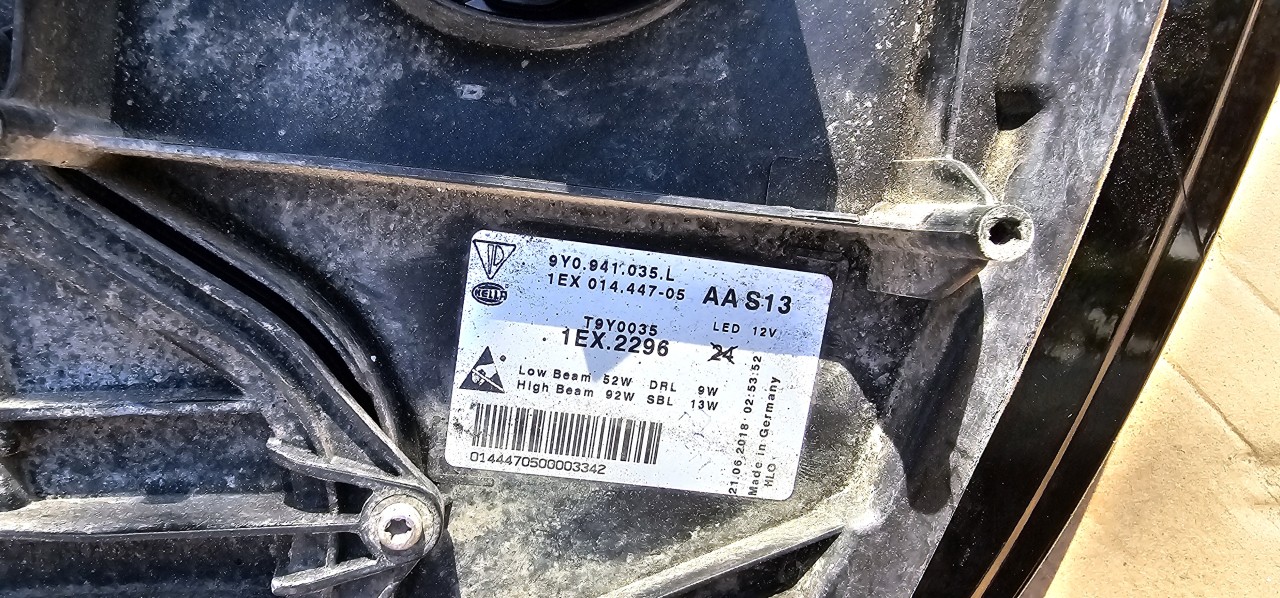 9Y0.941.035.L
1EX 014.447-05 AA S13
HELLA
T9Y0035 LED 12V
1EX.2296 24
Low Beam 52W DRL 9W
High Beam 92W SBL 13W
0144470500003342
21.06.2018 02:53:52
Made in Germany
HLO